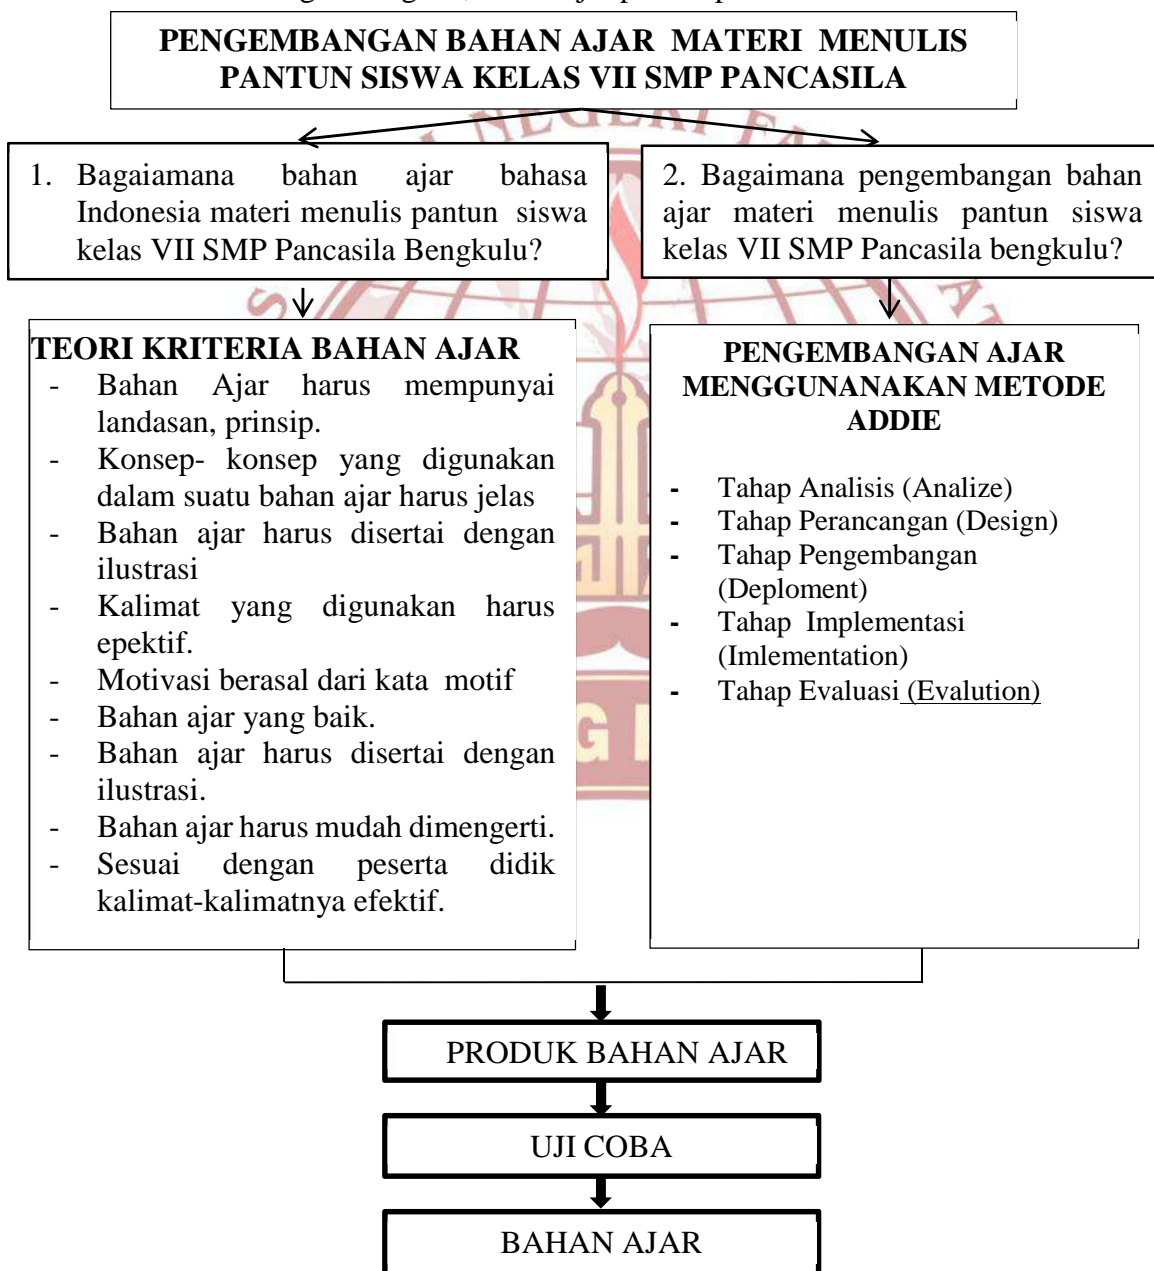 PENGEMBANGAN BAHAN AJAR MATERI MENULIS
PANTUN SISWA KELAS VII SMP PANCASILA
NEGERI FA
1. Bagaiamana bahan ajar bahasa
Indonesia materi menulis pantun siswa
kelas VII SMP Pancasila Bengkulu?
2. Bagaimana pengembangan bahan
ajar materi menulis pantun siswa
kelas VII SMP Pancasila bengkulu?
TEORI KRITERIA BAHAN AJAR
- Bahan Ajar harus mempunyai
landasan, prinsip.
- Konsep- konsep yang digunakan
dalam suatu bahan ajar harus jelas
- Bahan ajar harus disertai dengan
ilustrasi
- Kalimat yang digunakan harus
epektif.
- Motivasi berasal dari kata motif
- Bahan ajar yang baik.
- Bahan ajar harus disertai dengan
ilustrasi.
- Bahan ajar harus mudah dimengerti.
- Sesuai dengan peserta didik
kalimat-kalimatnya efektif.
PENGEMBANGAN AJAR
MENGGUNANAKAN METODE
ADDIE
- Tahap Analisis (Analize)
- Tahap Perancangan (Design)
- Tahap Pengembangan
(Deploment)
- Tahap Implementasi
(Imlementation)
- Tahap Evaluasi (Evalution)
PRODUK BAHAN AJAR
UJI COBA
BAHAN AJAR